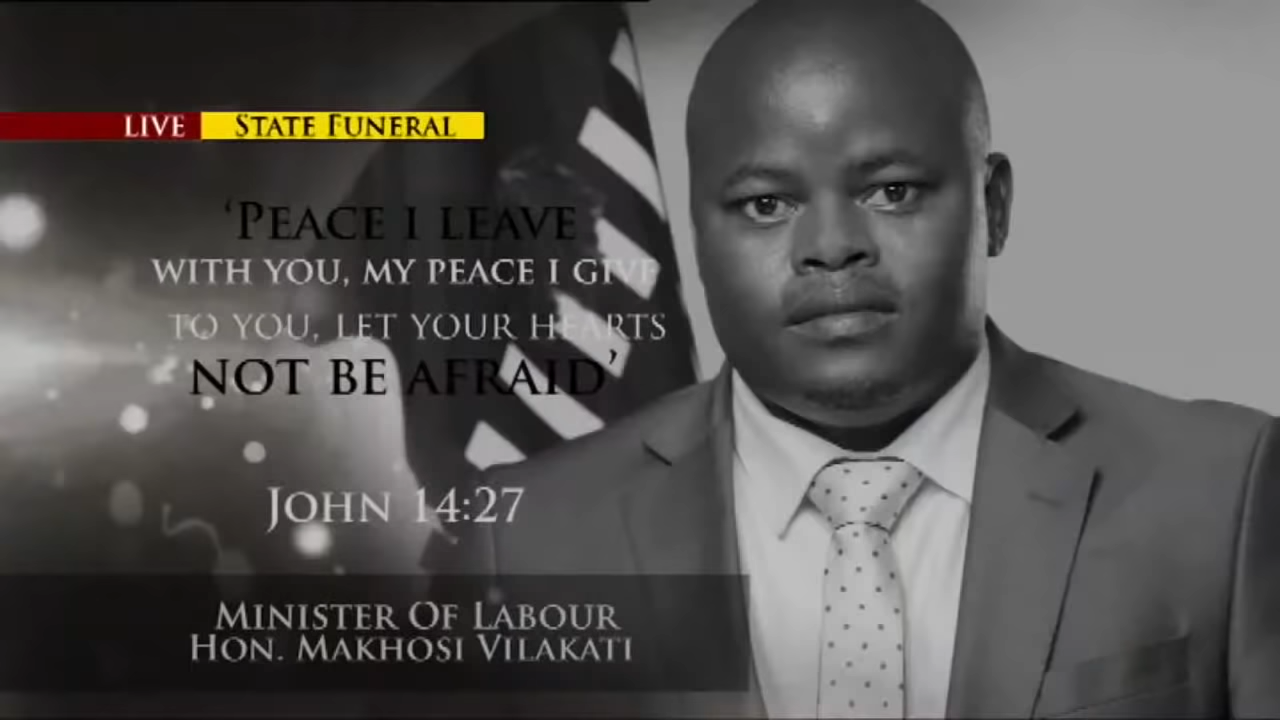 LIVE STATE FUNERAL
‘PEACE I LEAVE
WITH YOU, MY PEACE I GIVE
TO YOU, LET YOUR HEARTS
NOT BE AFRAID’
JOHN 14:27
MINISTER OF LABOUR
HON. MAKHOSI VILAKATI